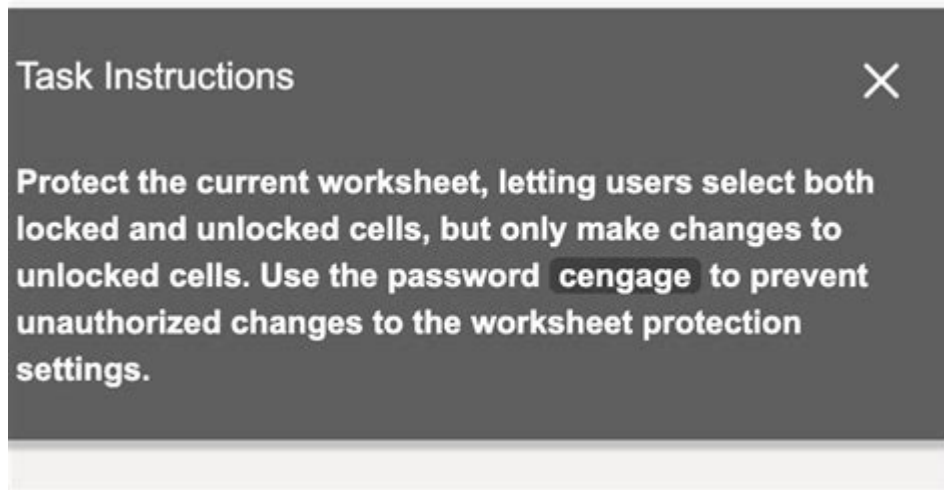 Task Instructions
Protect the current worksheet, letting users select both
locked and unlocked cells, but only make changes to
unlocked cells. Use the password cengage to prevent
unauthorized changes to the worksheet protection
settings.